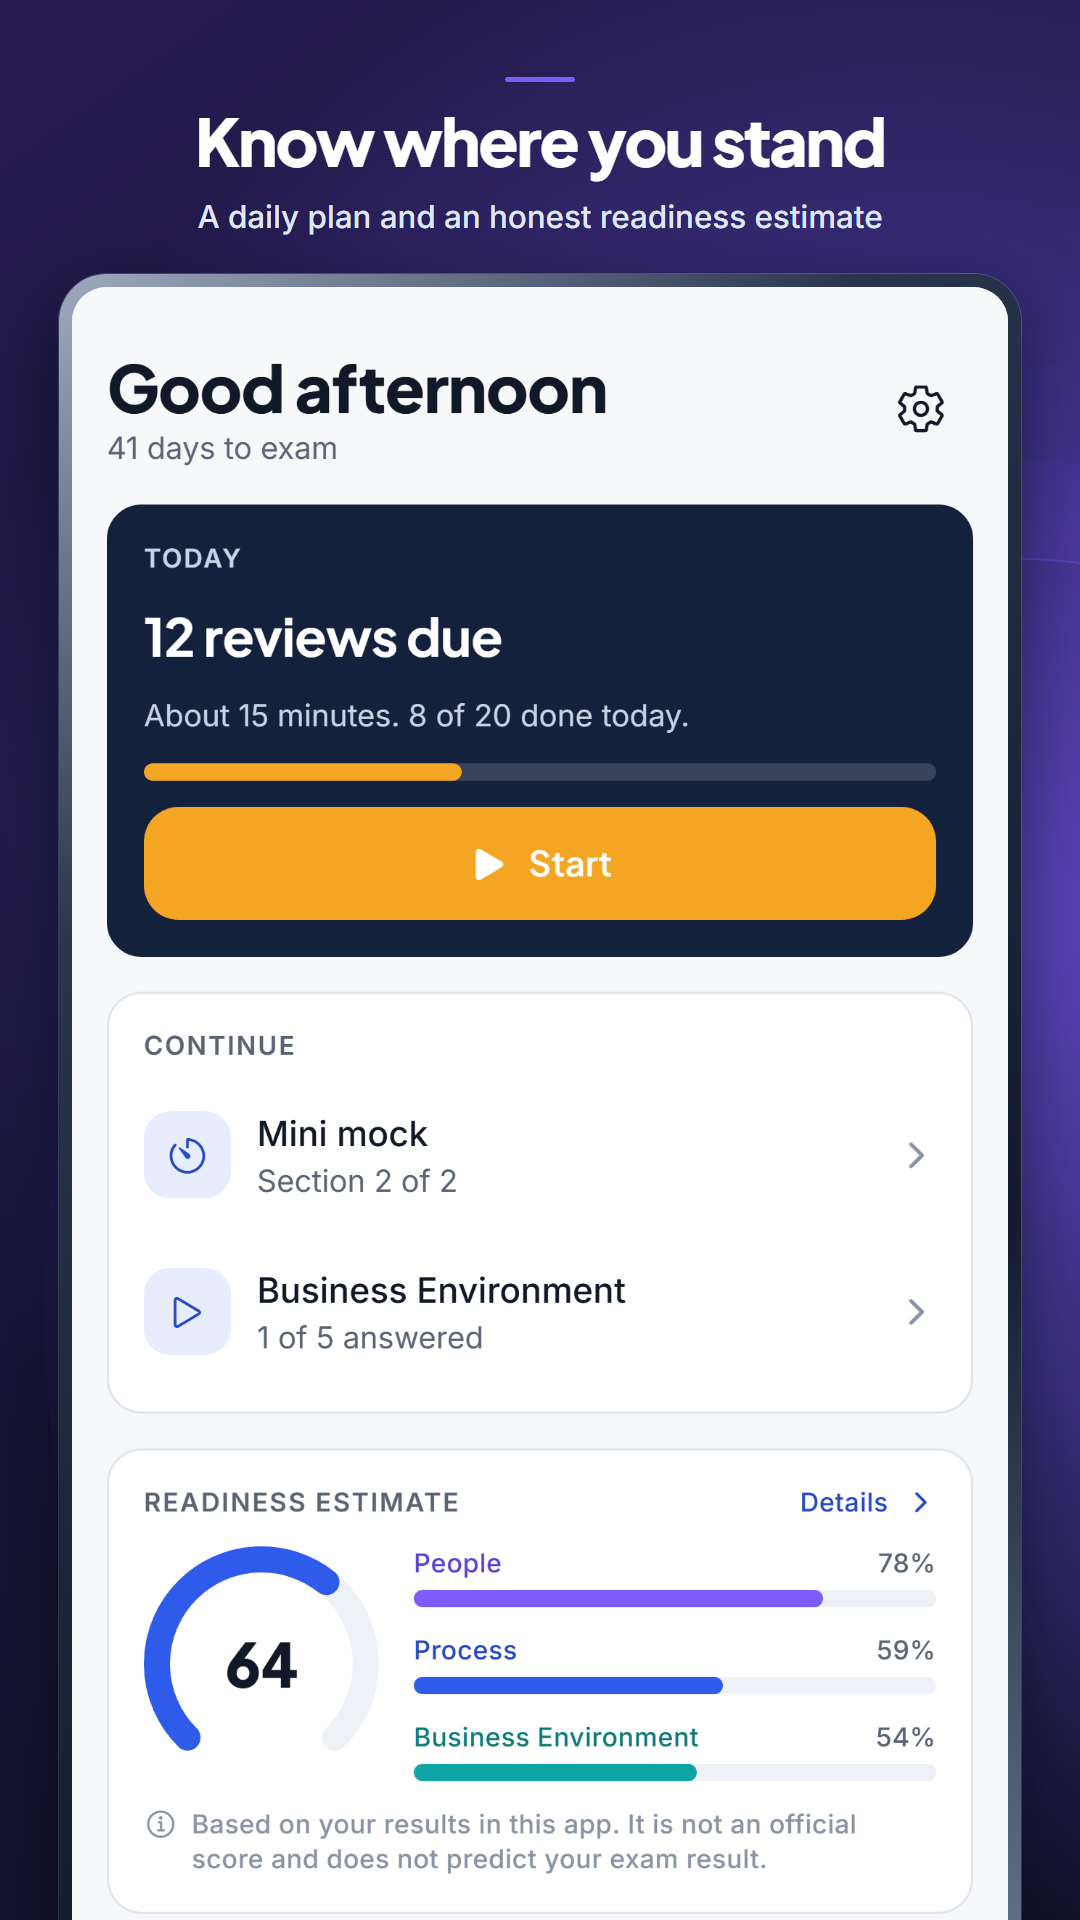 Know where you stand
A daily plan and an honest readiness estimate
Good afternoon
41 days to exam
TODAY
12 reviews due
About 15 minutes. 8 of 20 done today.
Start
CONTINUE
Mini mock
Section 2 of 2
Business Environment
1 of 5 answered
READINESS ESTIMATE
Details
64
People 78%
Process 59%
Business Environment 54%
Based on your results in this app. It is not an official
score and does not predict your exam result.